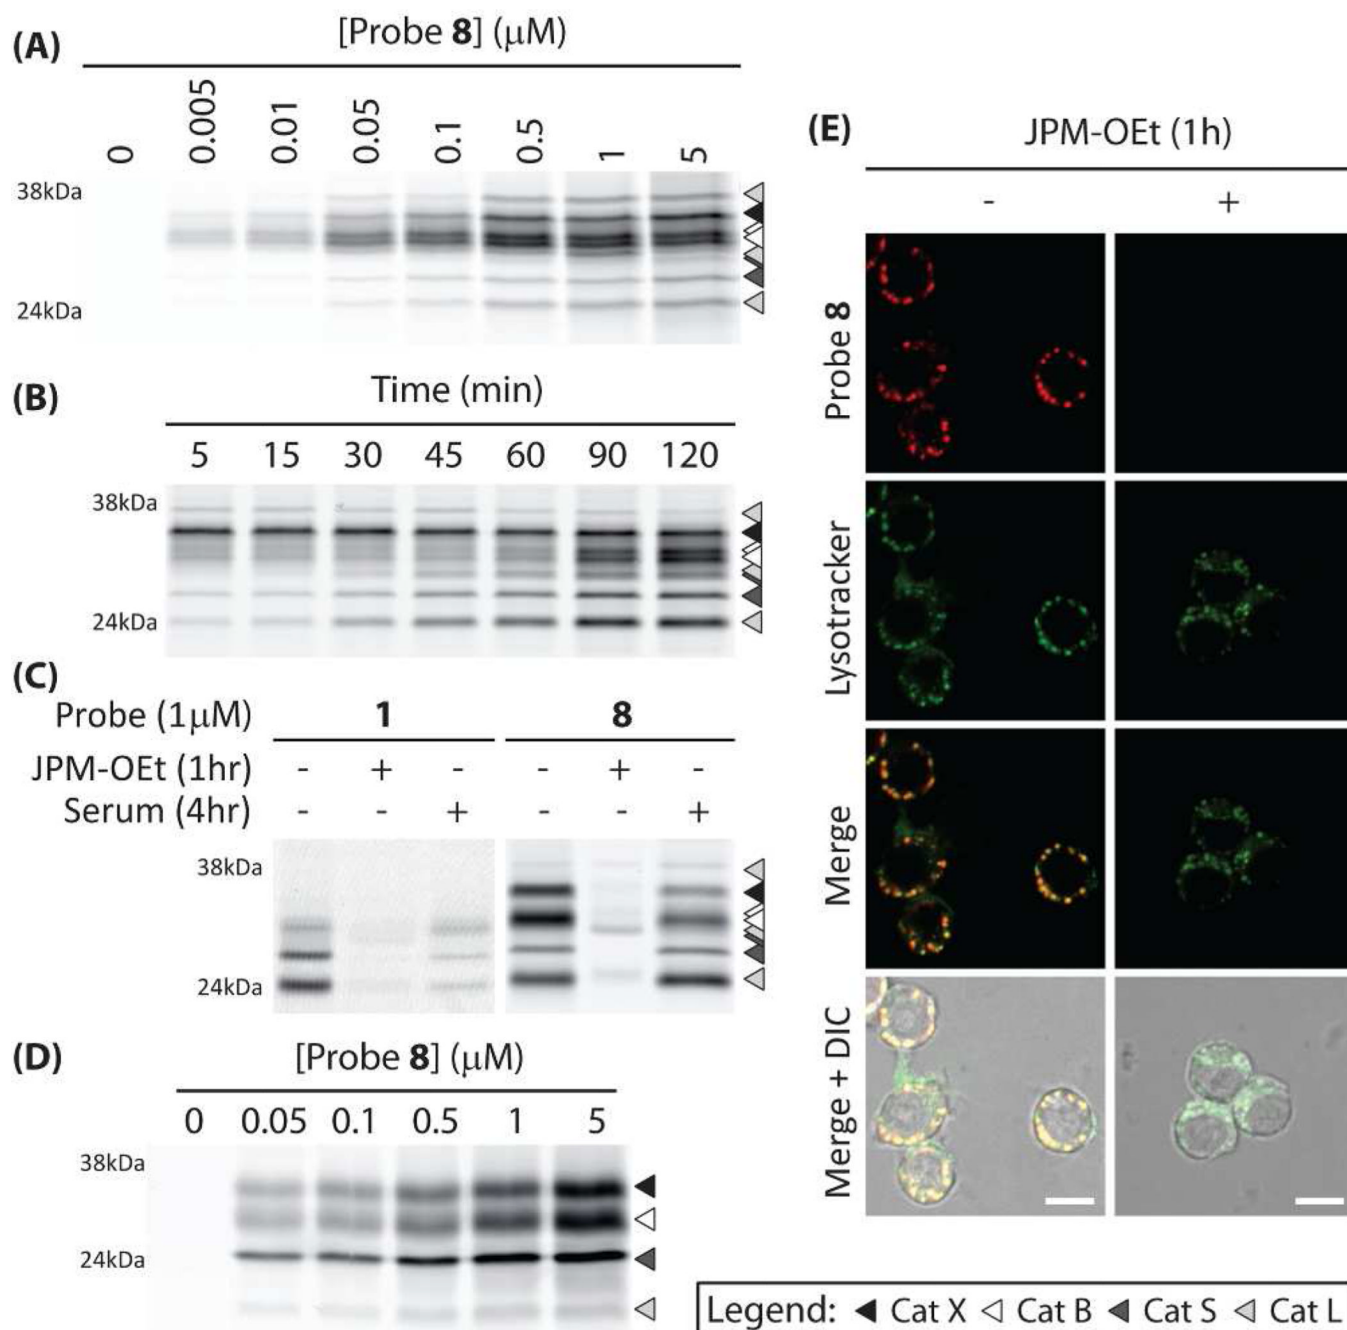 (A)
[Probe 8] (μM)
0 0.005 0.01 0.05 0.1 0.5 1 5
38kDa
24kDa
(B)
Time (min)
5 15 30 45 60 90 120
38kDa
24kDa
(C)
Probe (1μM) 1 8
JPM-OEt (1hr) - + - - + -
Serum (4hr) - - + - - +
38kDa
24kDa
(D)
[Probe 8] (μM)
0 0.05 0.1 0.5 1 5
38kDa
24kDa
(E)
JPM-OEt (1h)
- +
Probe 8
Lysotracker
Merge
Merge + DIC
Legend: Cat X Cat B Cat S Cat L